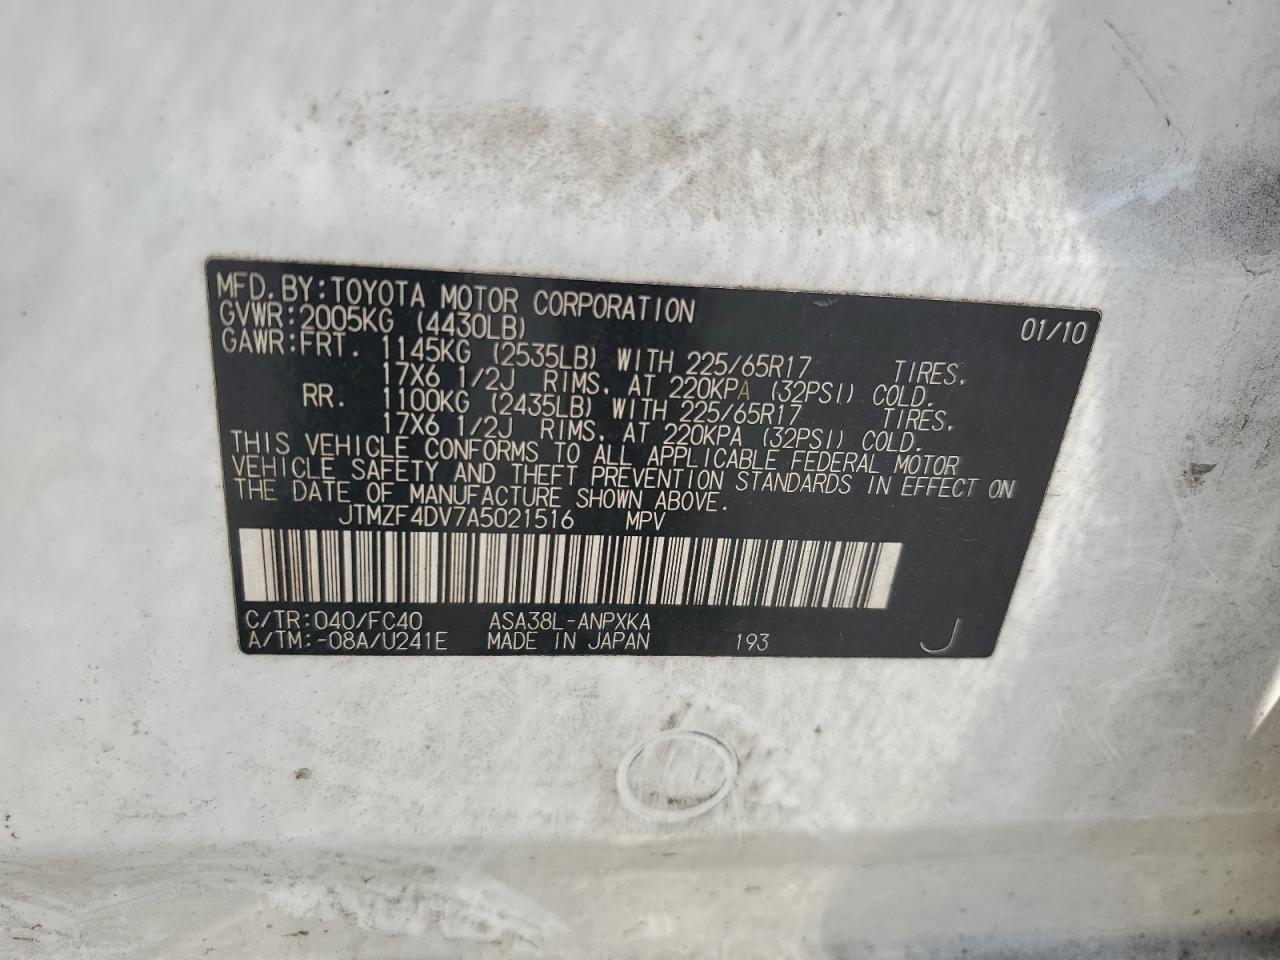 MFD. BY: TOYOTA MOTOR CORPORATION 01/10
GVWR: 2005KG (4430LB)
GAWR: FRT. 1145KG (2535LB) WITH 225/65R17 TIRES,
17X6 1/2J RIMS, AT 220KPA (32PSI) COLD.
RR. 1100KG (2435LB) WITH 225/65R17 TIRES,
17X6 1/2J RIMS, AT 220KPA (32PSI) COLD.
THIS VEHICLE CONFORMS TO ALL APPLICABLE FEDERAL MOTOR
VEHICLE SAFETY AND THEFT PREVENTION STANDARDS IN EFFECT ON
THE DATE OF MANUFACTURE SHOWN ABOVE.
JTMZF4DV7A5021516 MPV
C/TR: 040/FC40 ASA38L-ANPXKA
A/TM: -08A/U241E MADE IN JAPAN 193 J